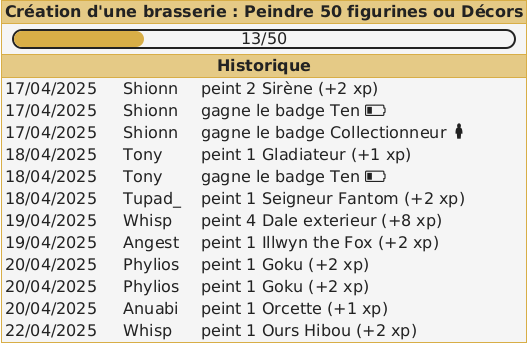 Création d'une brasserie : Peindre 50 figurines ou Décors
13/50
Historique
17/04/2025 Shionn peint 2 Sirène (+2 xp)
17/04/2025 Shionn gagne le badge Ten
17/04/2025 Shionn gagne le badge Collectionneur
18/04/2025 Tony peint 1 Gladiateur (+1 xp)
18/04/2025 Tony gagne le badge Ten
18/04/2025 Tupad_ peint 1 Seigneur Fantom (+2 xp)
19/04/2025 Whisp peint 4 Dale exterieur (+8 xp)
19/04/2025 Angest peint 1 Illwyn the Fox (+2 xp)
20/04/2025 Phylios peint 1 Goku (+2 xp)
20/04/2025 Phylios peint 1 Goku (+2 xp)
20/04/2025 Anuabi peint 1 Orcette (+1 xp)
22/04/2025 Whisp peint 1 Ours Hibou (+2 xp)